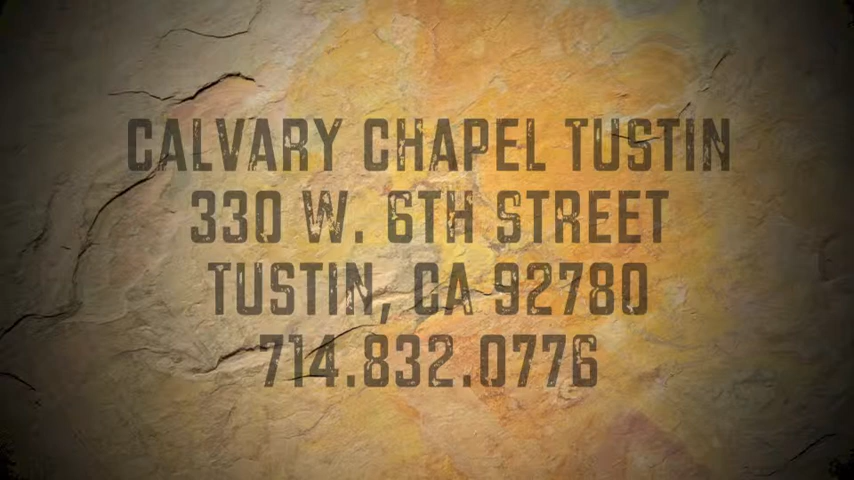 CALVARY CHAPEL TUSTIN
330 W. 6TH STREET
TUSTIN, CA 92780
714.832.0776